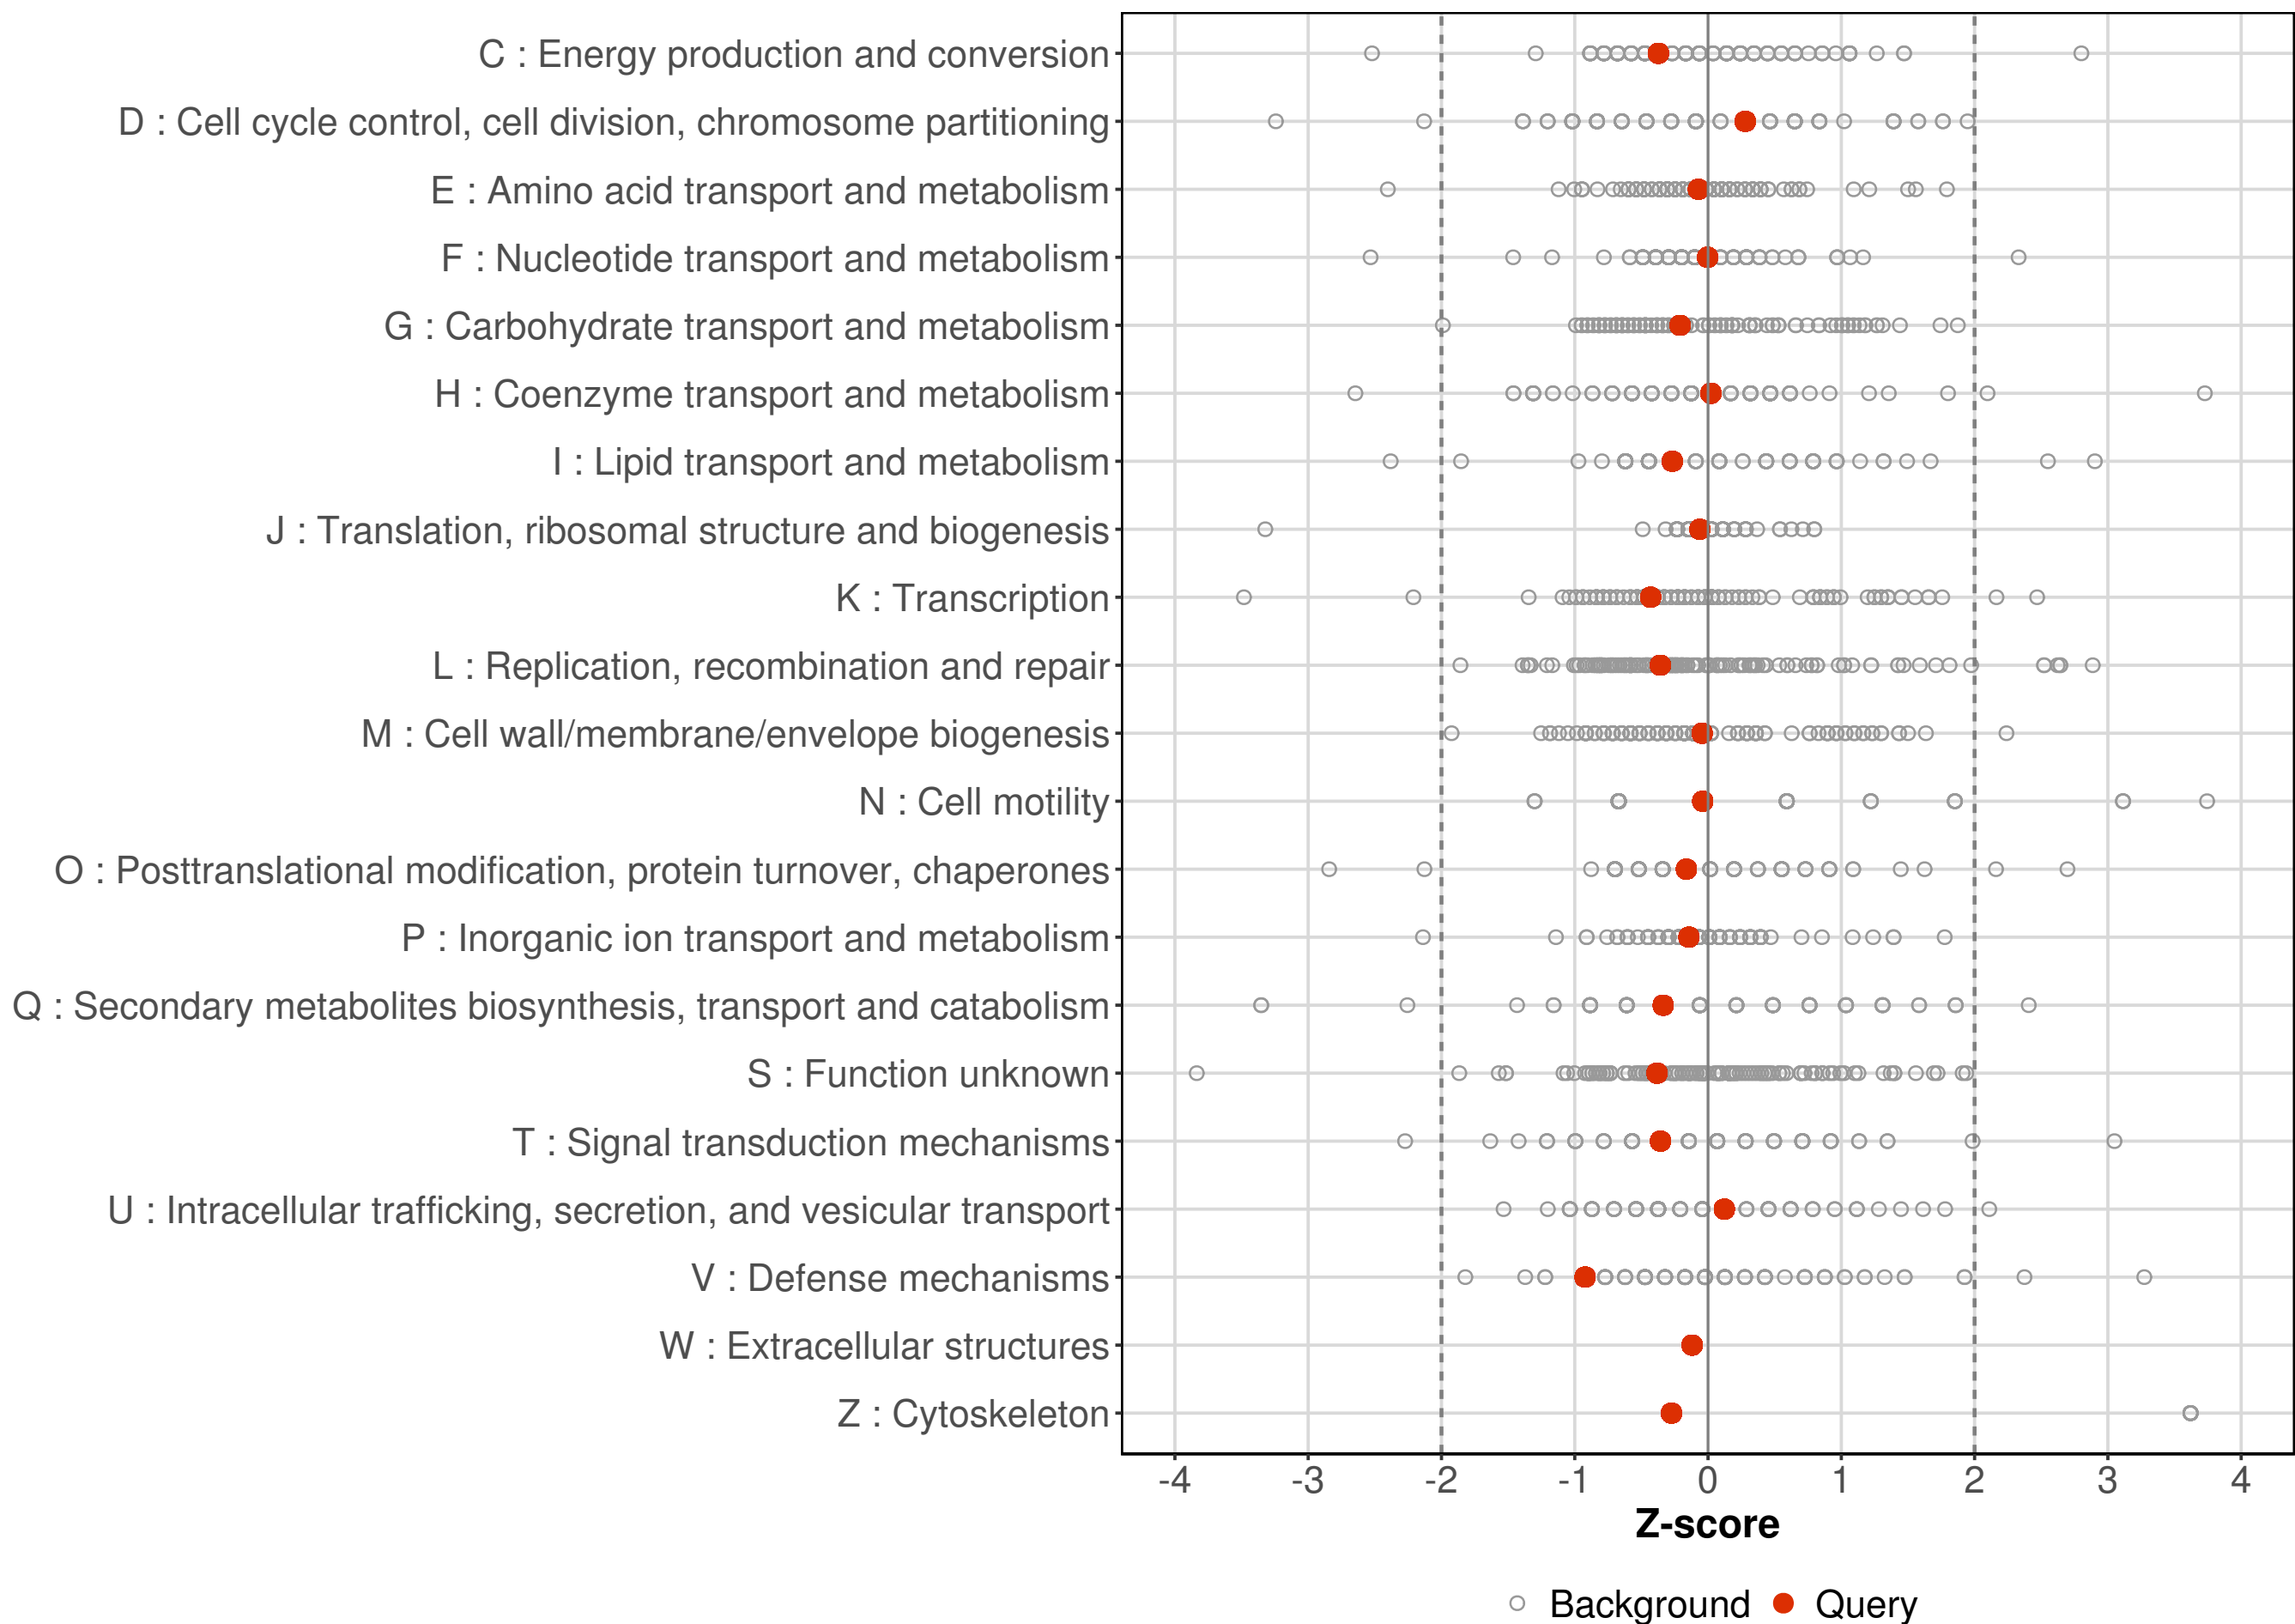 C : Energy production and conversion
D : Cell cycle control, cell division, chromosome partitioning
E : Amino acid transport and metabolism
F : Nucleotide transport and metabolism
G : Carbohydrate transport and metabolism
H : Coenzyme transport and metabolism
I : Lipid transport and metabolism
J : Translation, ribosomal structure and biogenesis
K : Transcription
L : Replication, recombination and repair
M : Cell wall/membrane/envelope biogenesis
N : Cell motility
O : Posttranslational modification, protein turnover, chaperones
P : Inorganic ion transport and metabolism
Q : Secondary metabolites biosynthesis, transport and catabolism
S : Function unknown
T : Signal transduction mechanisms
U : Intracellular trafficking, secretion, and vesicular transport
V : Defense mechanisms
W : Extracellular structures
Z : Cytoskeleton
-4 -3 -2 -1 0 1 2 3 4
Z-score
Background Query